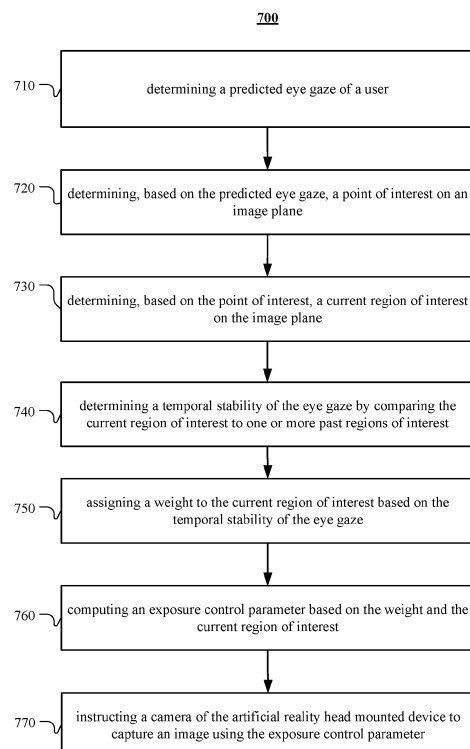 700
710
determining a predicted eye gaze of a user
720
determining, based on the predicted eye gaze, a point of interest on an
image plane
730
determining, based on the point of interest, a current region of interest
on the image plane
740
determining a temporal stability of the eye gaze by comparing the
current region of interest to one or more past regions of interest
750
assigning a weight to the current region of interest based on the
temporal stability of the eye gaze
760
computing an exposure control parameter based on the weight and the
current region of interest
770
instructing a camera of the artificial reality head mounted device to
capture an image using the exposure control parameter